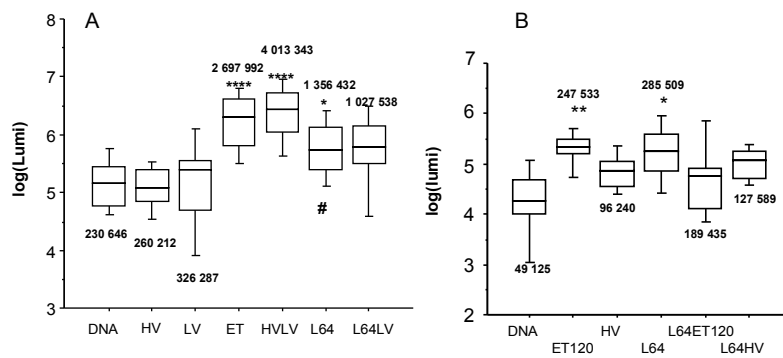 A
B
8
7
6
5
4
3
log(Lumi)
4 013 343
2 697 992
****
****
1 356 432
*
1 027 538
#
230 646
260 212
326 287
DNA HV LV ET HVLV L64 L64LV
7
6
5
4
3
2
log(lumi)
247 533
**
285 509
*
96 240
49 125
189 435
127 589
DNA HV L64ET120
ET120 L64 L64HV